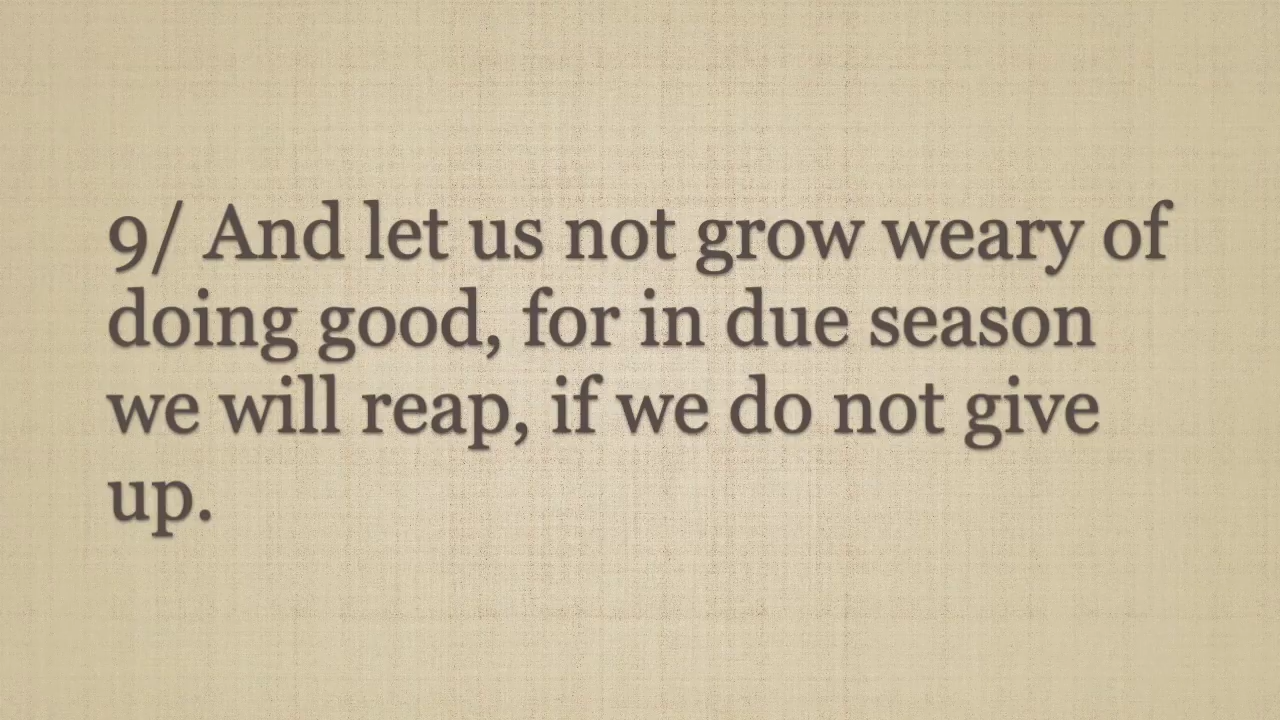 9/ And let us not grow weary of
doing good, for in due season
we will reap, if we do not give
up.